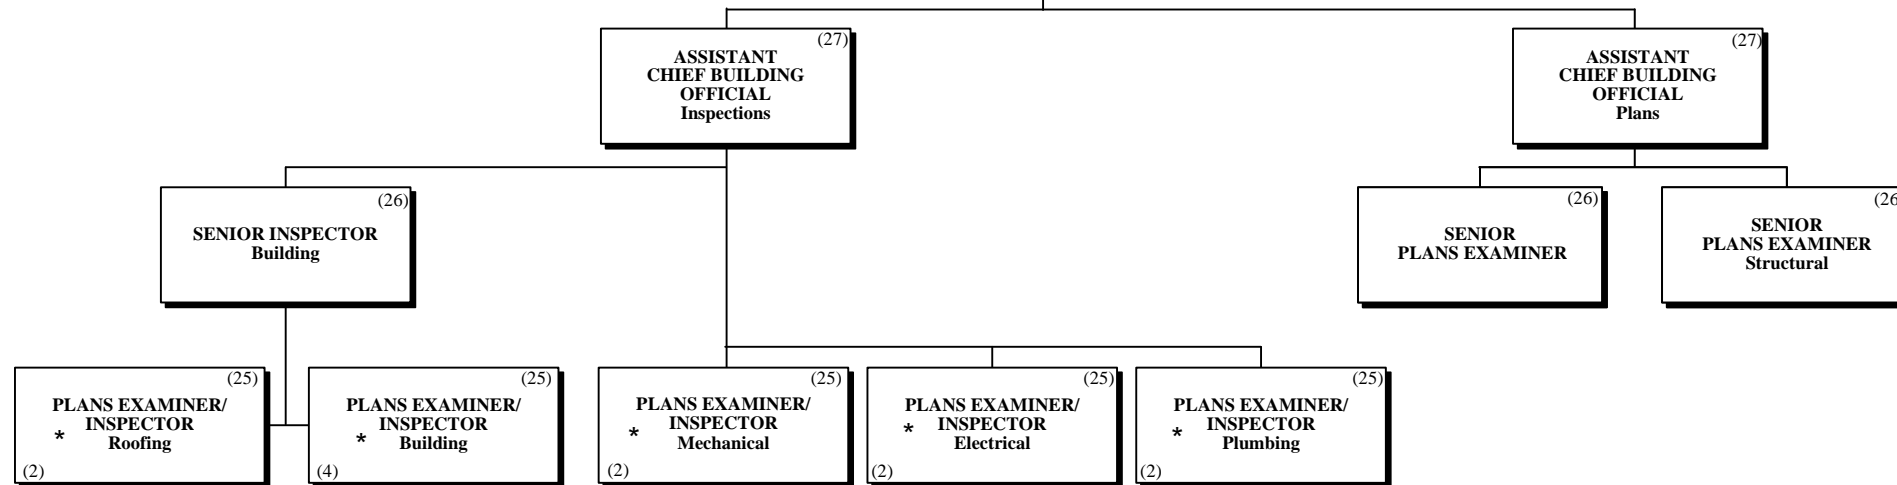 (27)
ASSISTANT
CHIEF BUILDING
OFFICIAL
Inspections
(27)
ASSISTANT
CHIEF BUILDING
OFFICIAL
Plans
(26)
SENIOR INSPECTOR
Building
(26)
SENIOR
PLANS EXAMINER
(26
SENIOR
PLANS EXAMINER
Structural
(25)
PLANS EXAMINER/
INSPECTOR
* Roofing
(2)
(25)
PLANS EXAMINER/
INSPECTOR
* Building
(4)
(25)
PLANS EXAMINER/
INSPECTOR
* Mechanical
(2)
(25)
PLANS EXAMINER/
* INSPECTOR
Electrical
(2)
(25)
PLANS EXAMINER/
* INSPECTOR
Plumbing
(2)